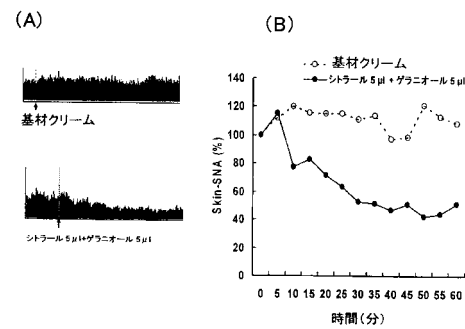 (A)
基材クリーム
シトラール 5μl+ゲラニオール 5μl
(B)
基材クリーム
シトラール 5μl + ゲラニオール 5μl
Skin-SNA (%)
140
120
100
80
60
40
20
0
0 5 10 15 20 25 30 35 40 45 50 55 60
時間(分)